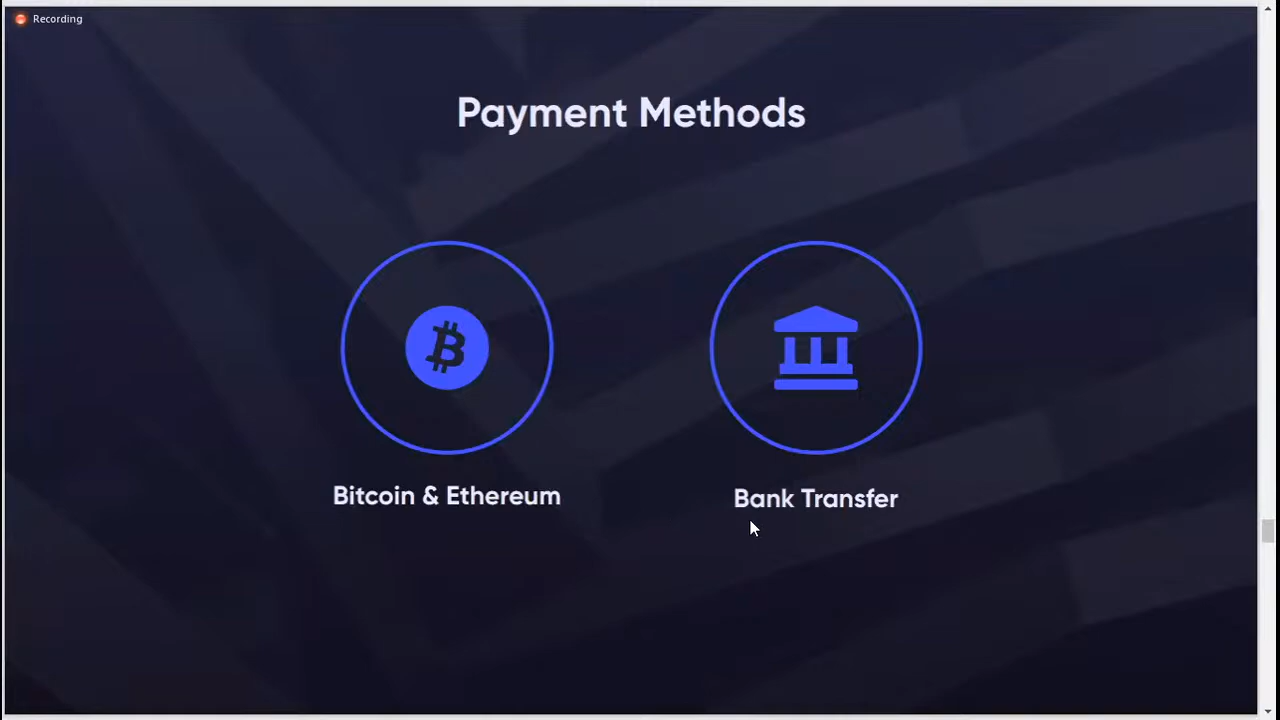 Recording
Payment Methods
Bitcoin & Ethereum
Bank Transfer